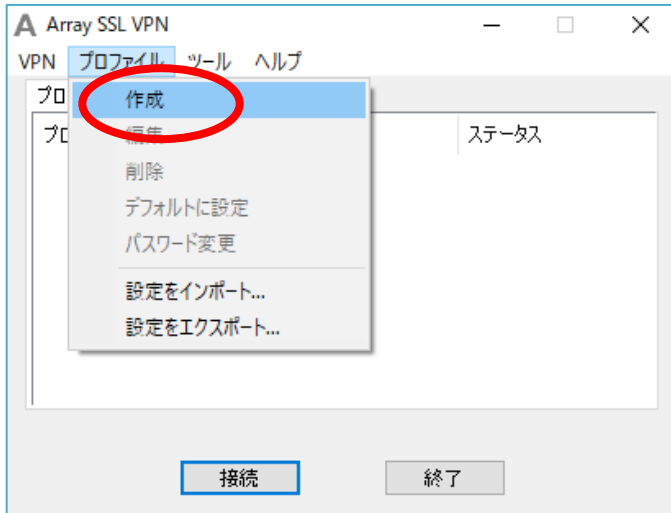 Array SSL VPN
VPN プロファイル ツール ヘルプ
プロ
プロ ステータス
作成
編集
削除
デフォルトに設定
パスワード変更
設定をインポート...
設定をエクスポート...
接続 終了